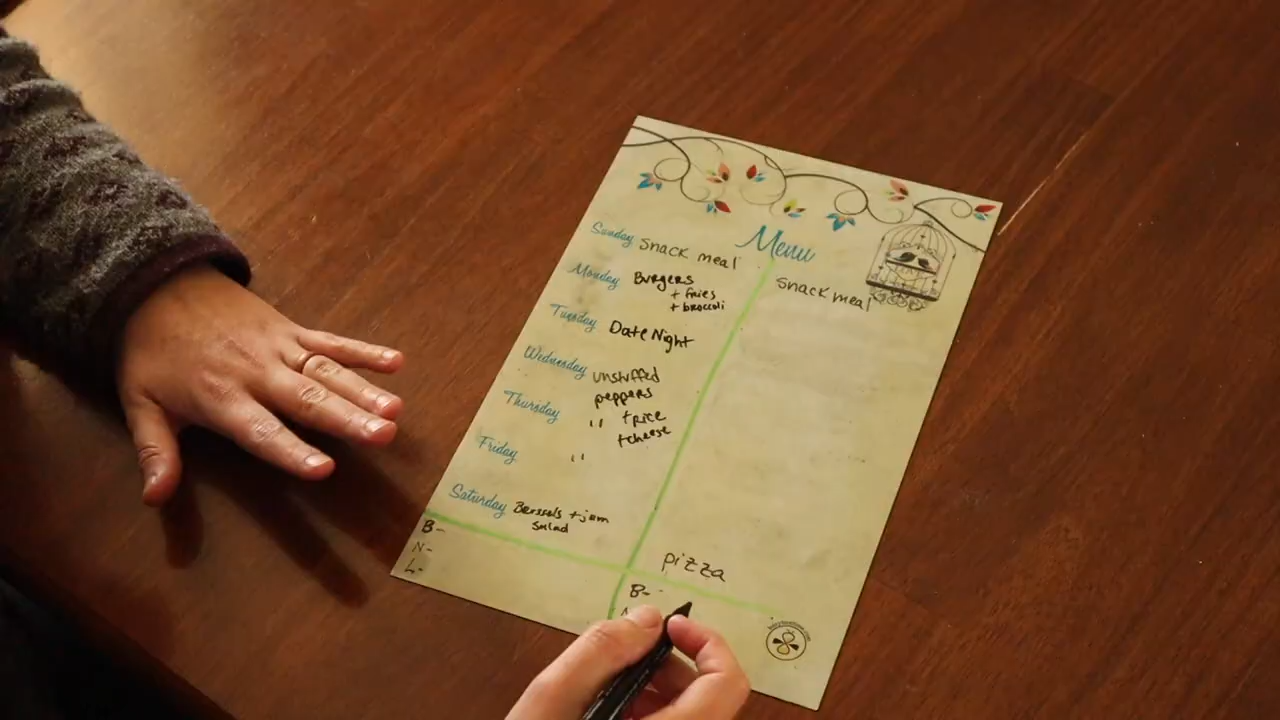 Menu
Sunday snack meal
snack meal
Monday Burgers
+ fries
+ broccoli
Tuesday Date Night
Wednesday unstuffed
peppers
+ rice
Thursday "
+ cheese
Friday "
Saturday + jam
salad
pizza
B-
N-
L-
B-
N